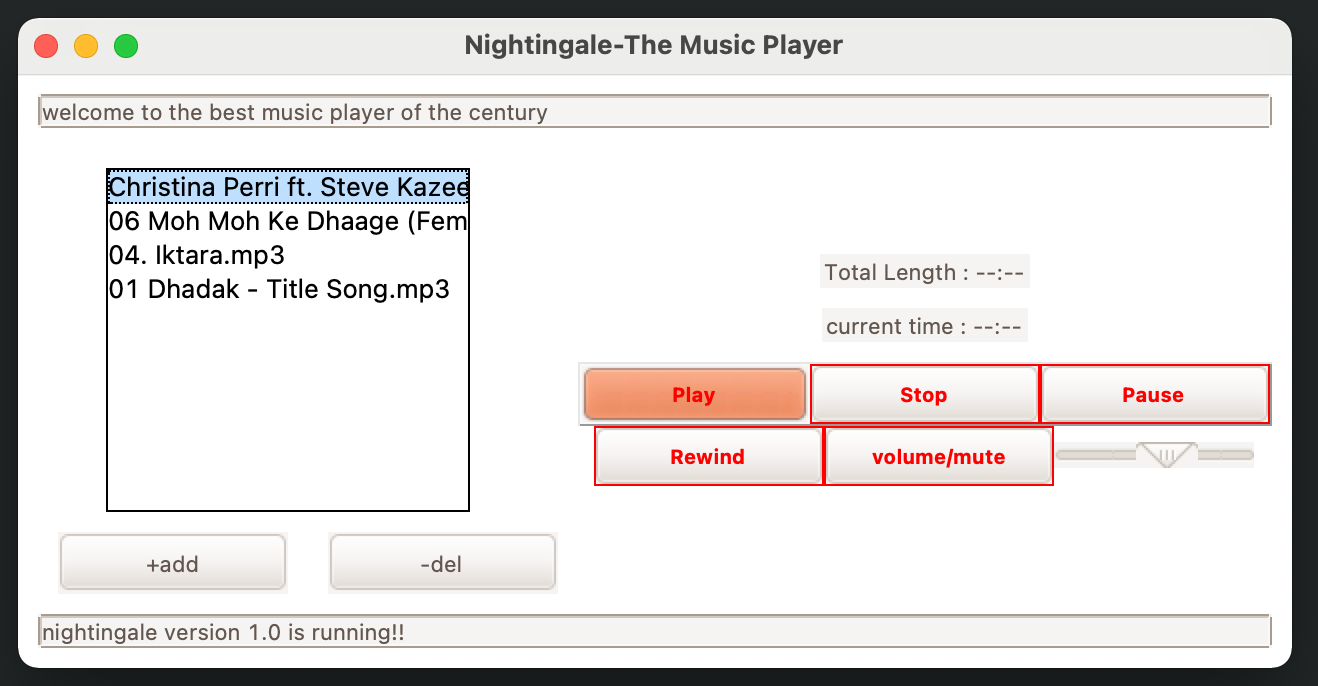 Nightingale-The Music Player
welcome to the best music player of the century
Christina Perri ft. Steve Kazee
06 Moh Moh Ke Dhaage (Fem
04. Iktara.mp3
01 Dhadak - Title Song.mp3
Total Length : --:--
current time : --:--
Play Stop Pause
Rewind volume/mute
+add -del
nightingale version 1.0 is running!!